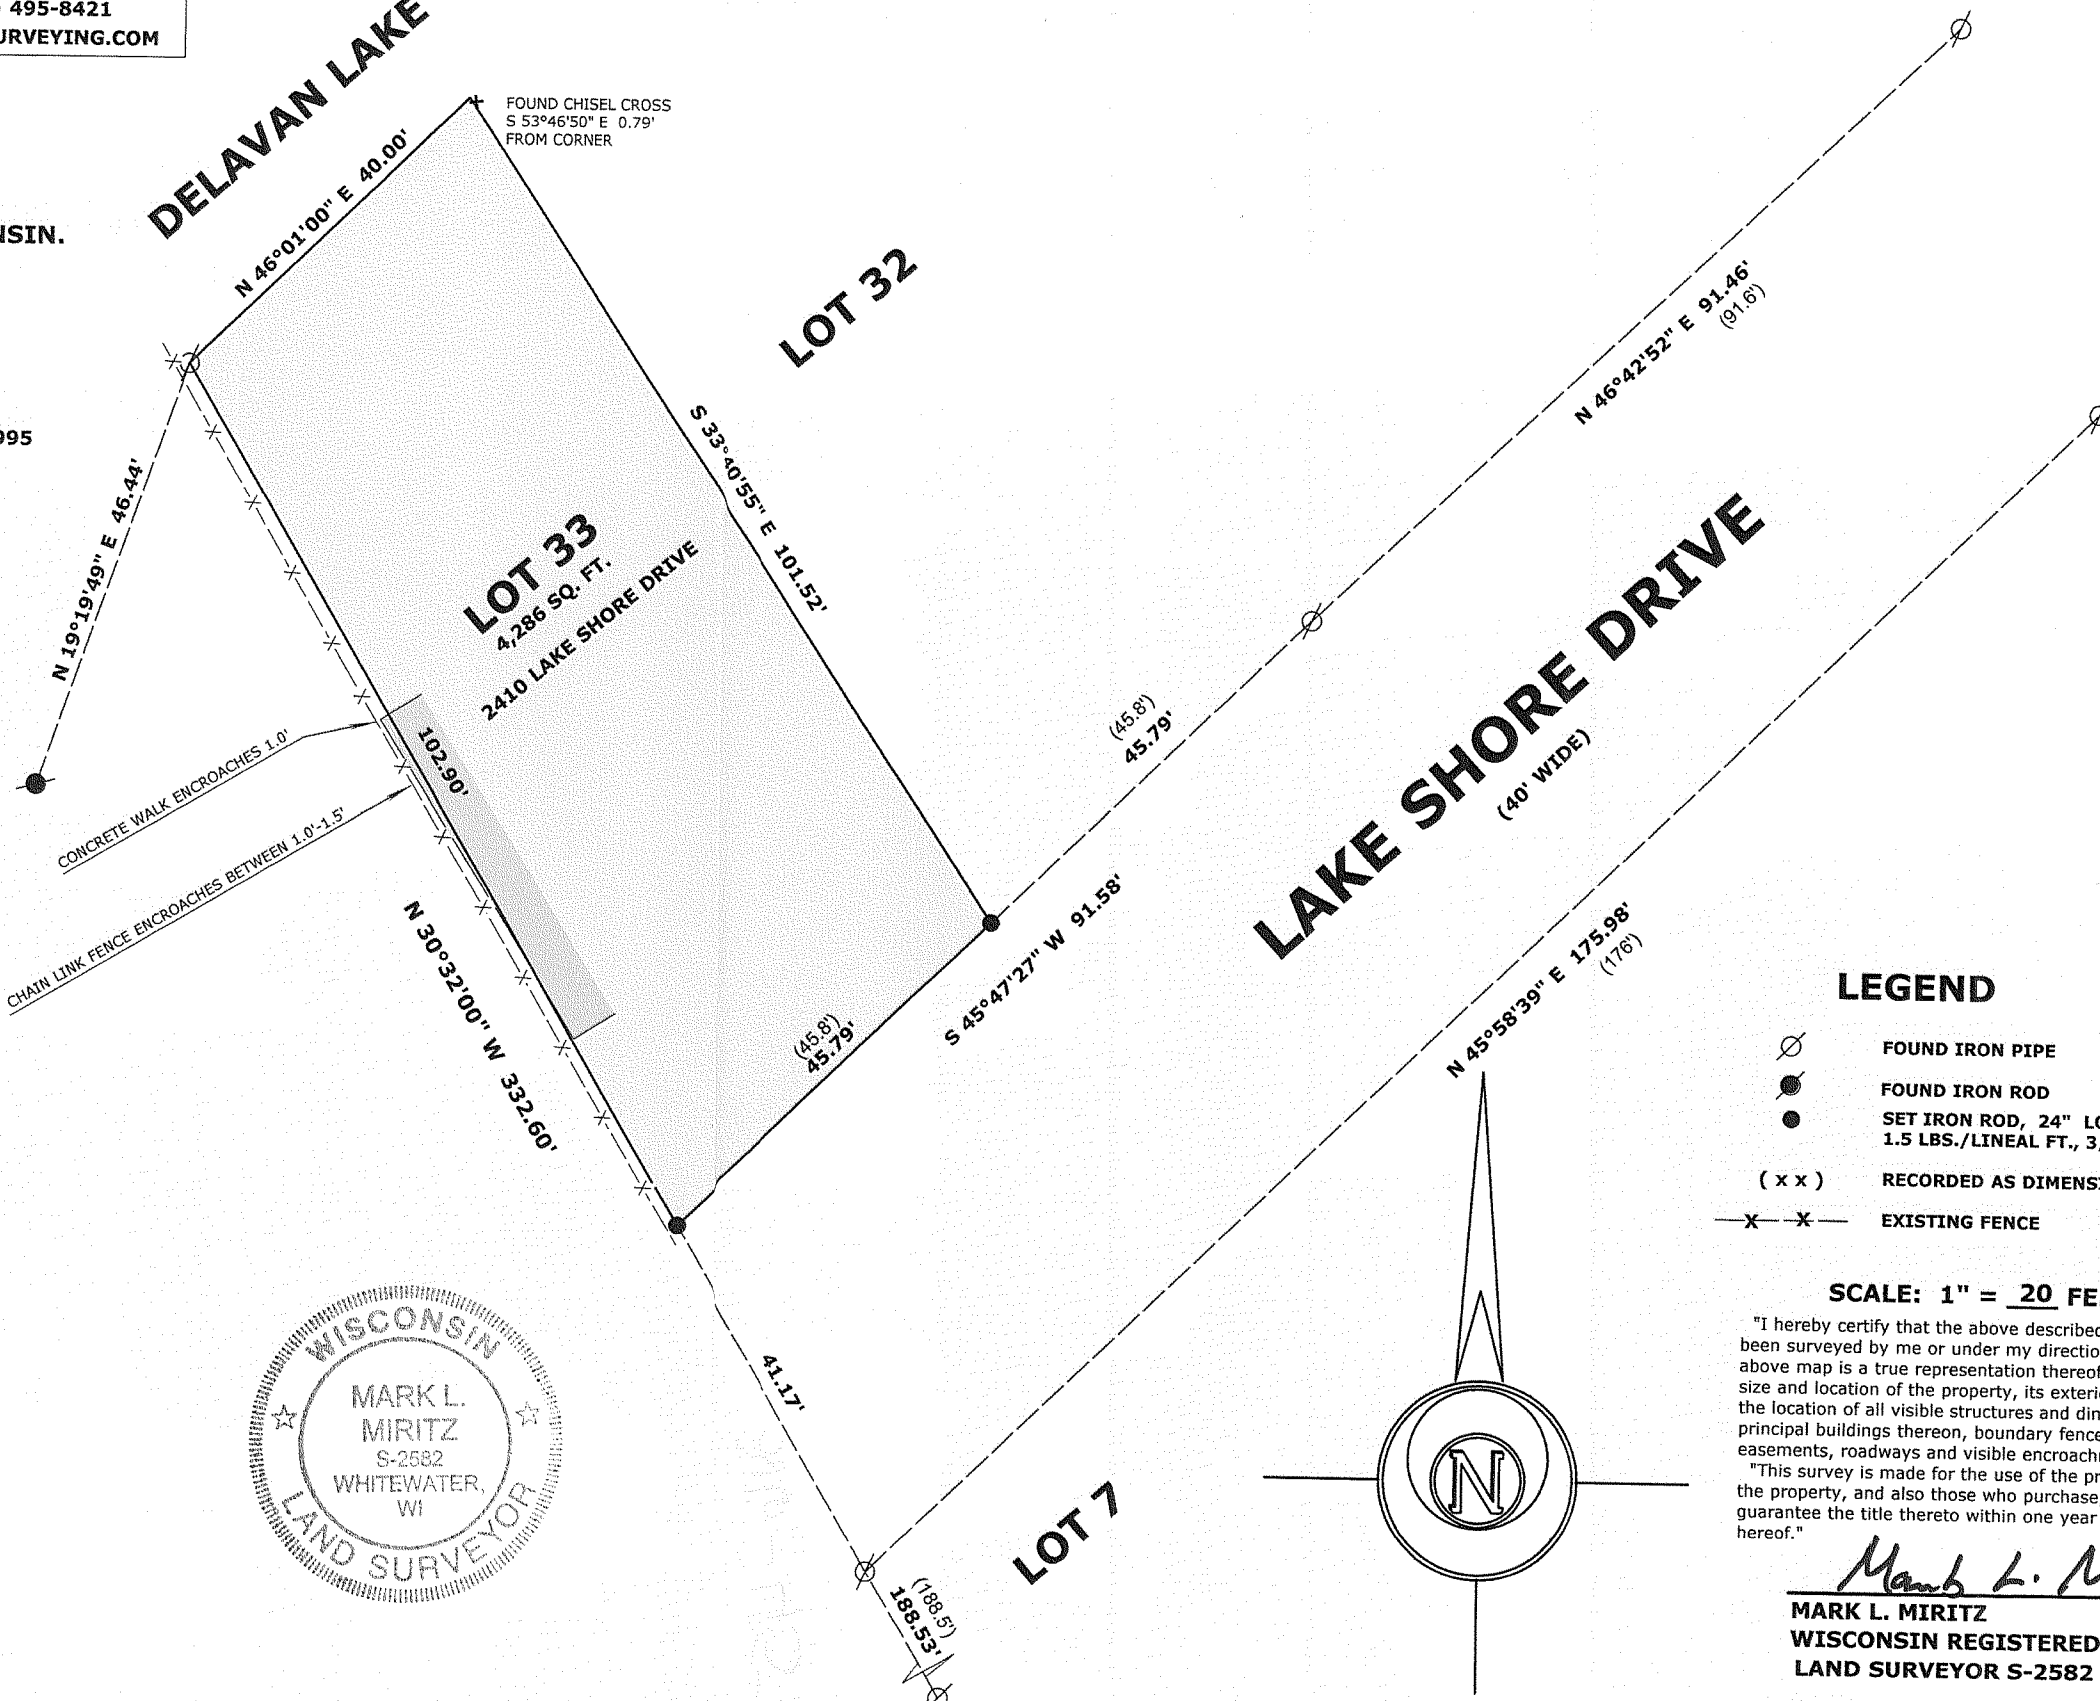 495-8421
URVEYING.COM
DELAVAN LAKE
FOUND CHISEL CROSS
S 53°46'50" E 0.79'
FROM CORNER
N 46°01'00" E 40.00'
NSIN.
LOT 32
N 46°42'52" E 91.46'
(91.6')
995
S 33°40'55" E 101.52'
N 19°19'49" E 46.44'
LOT 33
4,286 SQ. FT.
2410 LAKE SHORE DRIVE
102.90'
CONCRETE WALK ENCROACHES 1.0'
CHAIN LINK FENCE ENCROACHES BETWEEN 1.0'-1.5'
(45.8')
45.79'
LAKE SHORE DRIVE
(40' WIDE)
N 30°32'00" W 332.60'
(45.8')
45.79'
S 45°47'27" W 91.58'
N 45°58'39" E 175.98'
(176')
LEGEND
FOUND IRON PIPE
FOUND IRON ROD
SET IRON ROD, 24" LO
1.5 LBS./LINEAL FT., 3
(xx) RECORDED AS DIMENS
—X—X— EXISTING FENCE
SCALE: 1" = 20 FE
"I hereby certify that the above described
been surveyed by me or under my directio
above map is a true representation thereof
size and location of the property, its exteri
the location of all visible structures and dim
principal buildings thereon, boundary fence
easements, roadways and visible encroach
"This survey is made for the use of the pr
the property, and also those who purchase
guarantee the title thereto within one year
hereof."
Mark L. M
MARK L. MIRITZ
WISCONSIN REGISTERED
LAND SURVEYOR S-2582
WISCONSIN
MARK L.
MIRITZ
S-2582
WHITEWATER,
WI
LAND SURVEYOR
41.17'
LOT 7
N
(188.5')
188.53'